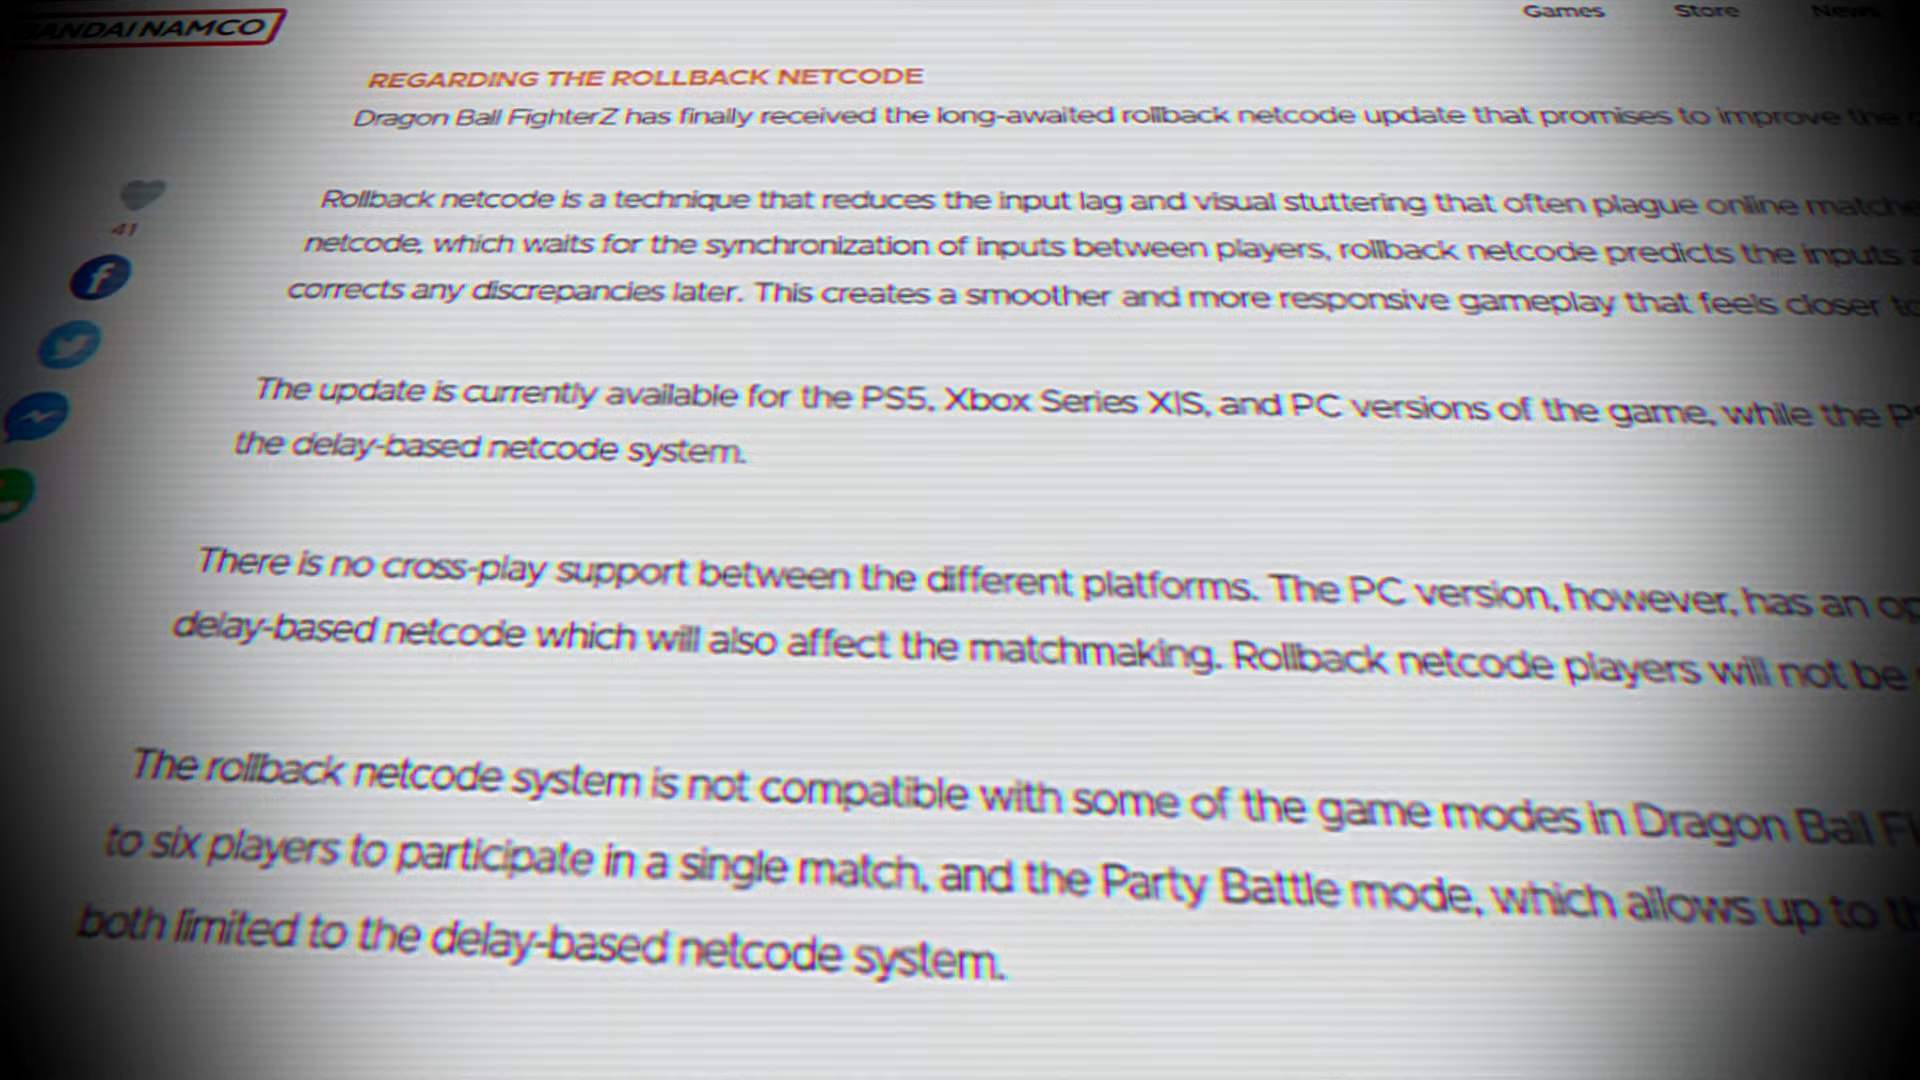 BANDAI NAMCO
Games Store News
REGARDING THE ROLLBACK NETCODE
Dragon Ball FighterZ has finally received the long-awaited rollback netcode update that promises to improve the
Rollback netcode is a technique that reduces the input lag and visual stuttering that often plague online
netcode, which waits for the synchronization of inputs between players, rollback netcode predicts the inputs
41
corrects any discrepancies later. This creates a smoother and more responsive gameplay that feels closer to
The update is currently available for the PS5, Xbox Series X|S, and PC versions of the game, while the
the delay-based netcode system.
There is no cross-play support between the different platforms. The PC version, however, has an
delay-based netcode which will also affect the matchmaking. Rollback netcode players will not be
The rollback netcode system is not compatible with some of the game modes in Dragon Ball
to six players to participate in a single match, and the Party Battle mode, which allows up to
both limited to the delay-based netcode system.